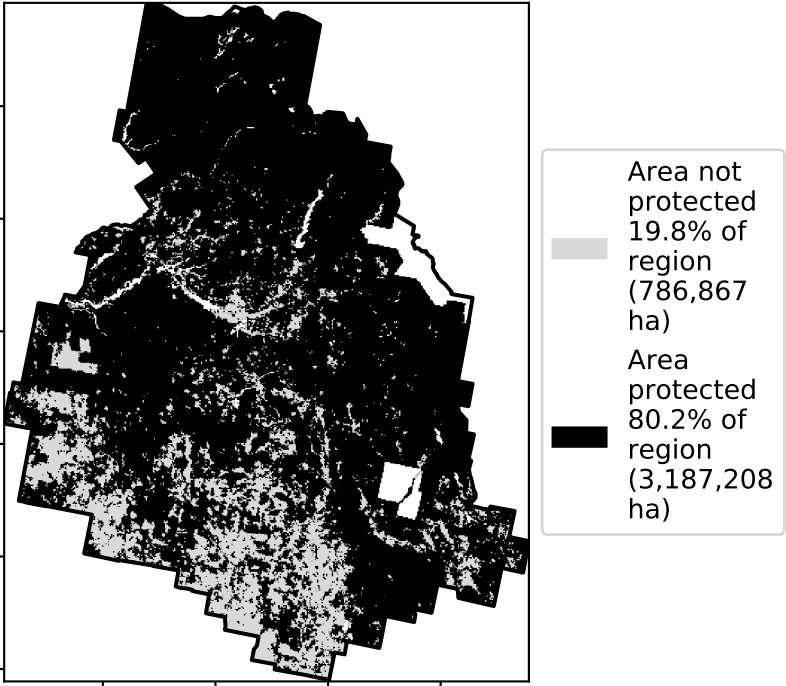 Area not
protected
19.8% of
region
(786,867
ha)
Area
protected
80.2% of
region
(3,187,208
ha)